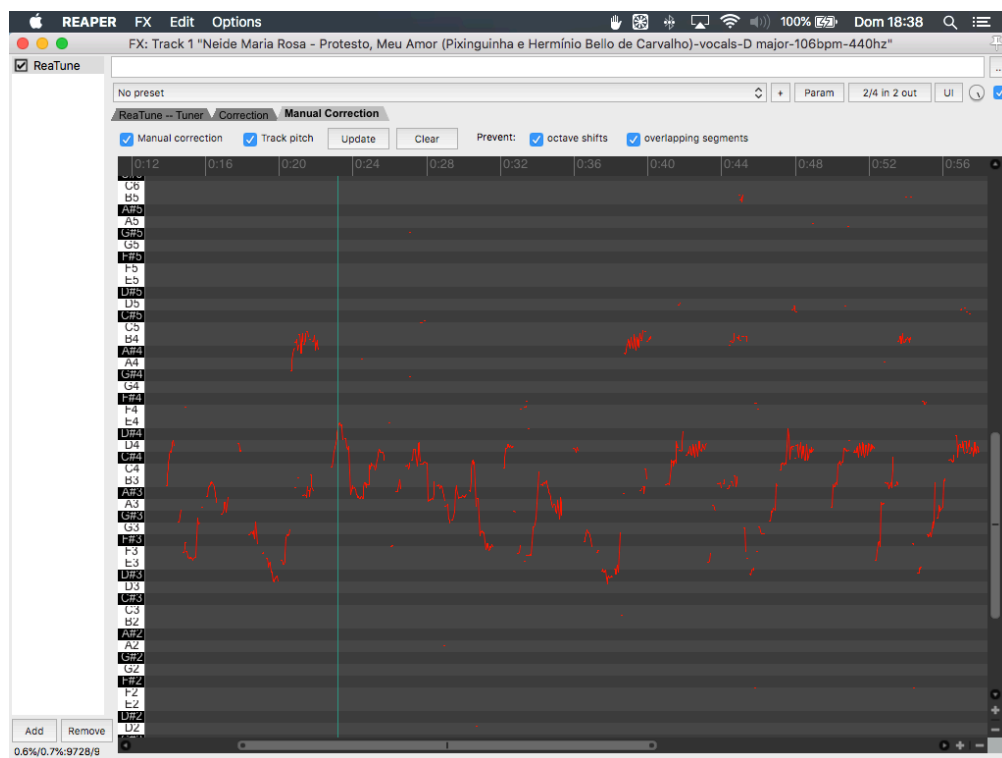 REAPER FX Edit Options 100% Dom 18:38
FX: Track 1 "Neide Maria Rosa - Protesto, Meu Amor (Pixinguinha e Hermínio Bello de Carvalho)-vocals-D major-106bpm-440hz"
ReaTune
...
No preset + Param 2/4 in 2 out UI
ReaTune -- Tuner Correction Manual Correction
Manual correction Track pitch Update Clear Prevent: octave shifts overlapping segments
0:12 0:16 0:20 0:24 0:28 0:32 0:36 0:40 0:44 0:48 0:52 0:56
C6
B5
A#5
A5
G#5
G5
F#5
F5
E5
D#5
D5
C#5
C5
B4
A#4
A4
G#4
G4
F#4
F4
E4
D#4
D4
C#4
C4
B3
A#3
A3
G#3
G3
F#3
F3
E3
D#3
D3
C#3
C3
B2
A#2
A2
G#2
G2
F#2
F2
E2
D#2
D2
Add Remove
0.6%/0.7%:9728/9